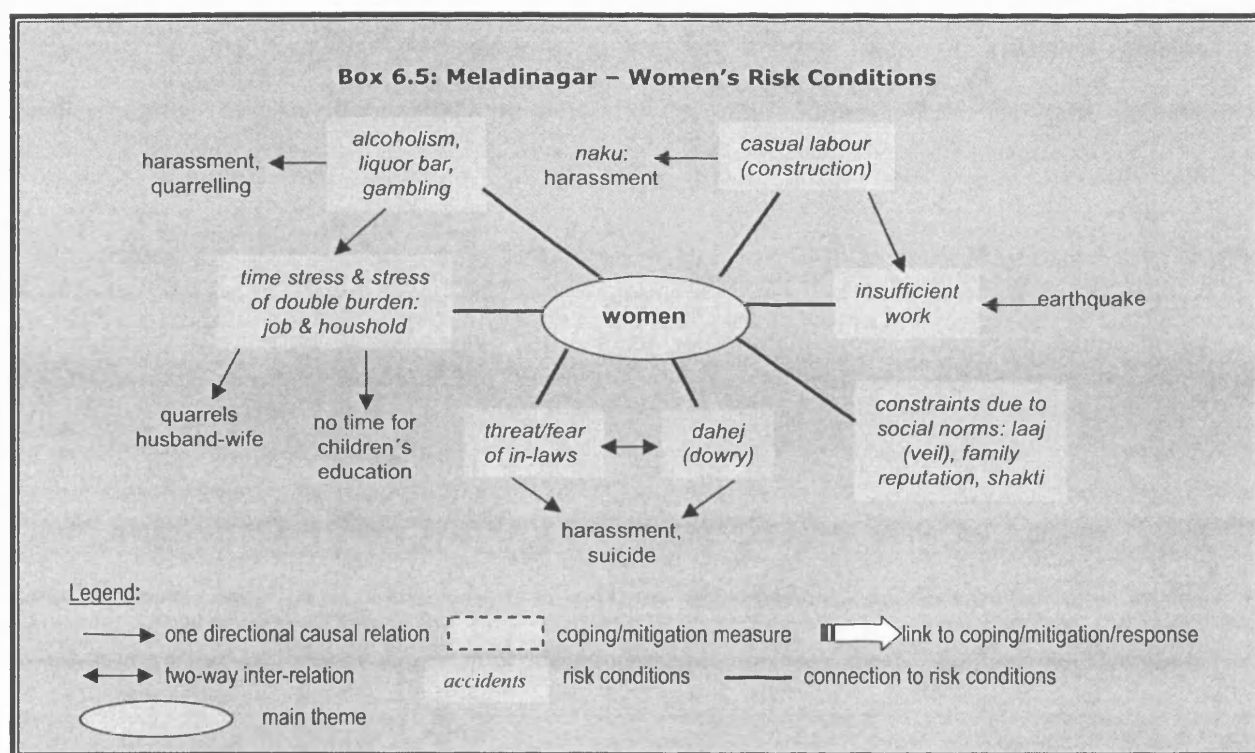 Box 6.5: Meladinagar – Women's Risk Conditions
alcoholism,
liquor bar,
gambling
harassment,
quarrelling
naku:
harassment
casual labour
(construction)
time stress & stress
of double burden:
job & houshold
women
insufficient
work
earthquake
quarrels
husband-wife
no time for
children´s
education
threat/fear
of in-laws
dahej
(dowry)
constraints due to
social norms: laaj
(veil), family
reputation, shakti
harassment,
suicide
Legend:
one directional causal relation
coping/mitigation measure
link to coping/mitigation/response
two-way inter-relation
accidents
risk conditions
connection to risk conditions
main theme